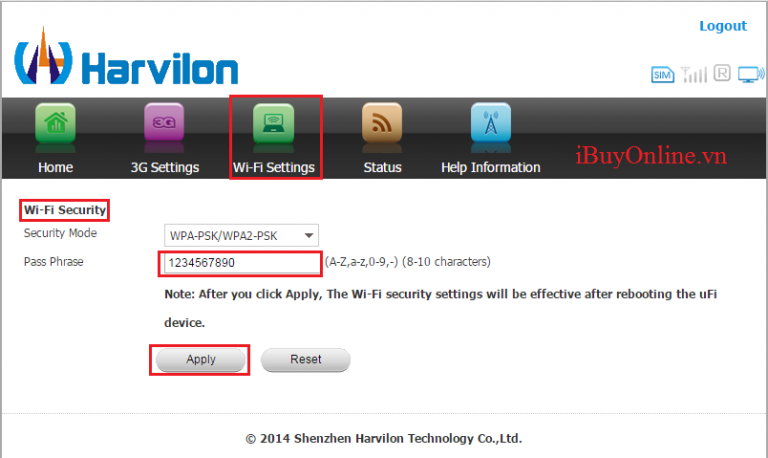 Logout
Harvilon
SIM
R
3G
Home
3G Settings
Wi-Fi Settings
Status
Help Information
iBuyOnline.vn
Wi-Fi Security
Security Mode
WPA-PSK/WPA2-PSK
Pass Phrase
1234567890
(A-Z,a-z,0-9,-) (8-10 characters)
Note: After you click Apply, The Wi-Fi security settings will be effective after rebooting the uFi
device.
Apply
Reset
© 2014 Shenzhen Harvilon Technology Co.,Ltd.